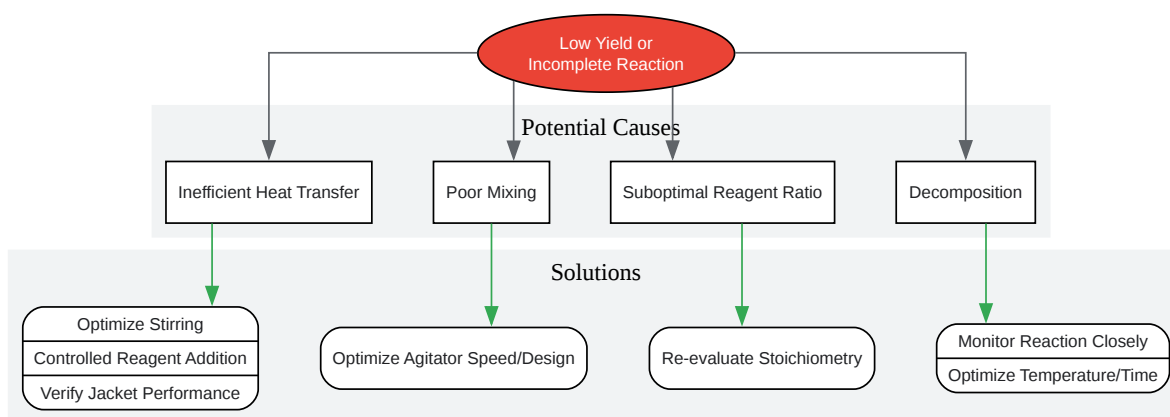 Low Yield or
Incomplete Reaction
Potential Causes
Inefficient Heat Transfer
Poor Mixing
Suboptimal Reagent Ratio
Decomposition
Solutions
Optimize Stirring
Controlled Reagent Addition
Verify Jacket Performance
Optimize Agitator Speed/Design
Re-evaluate Stoichiometry
Monitor Reaction Closely
Optimize Temperature/Time